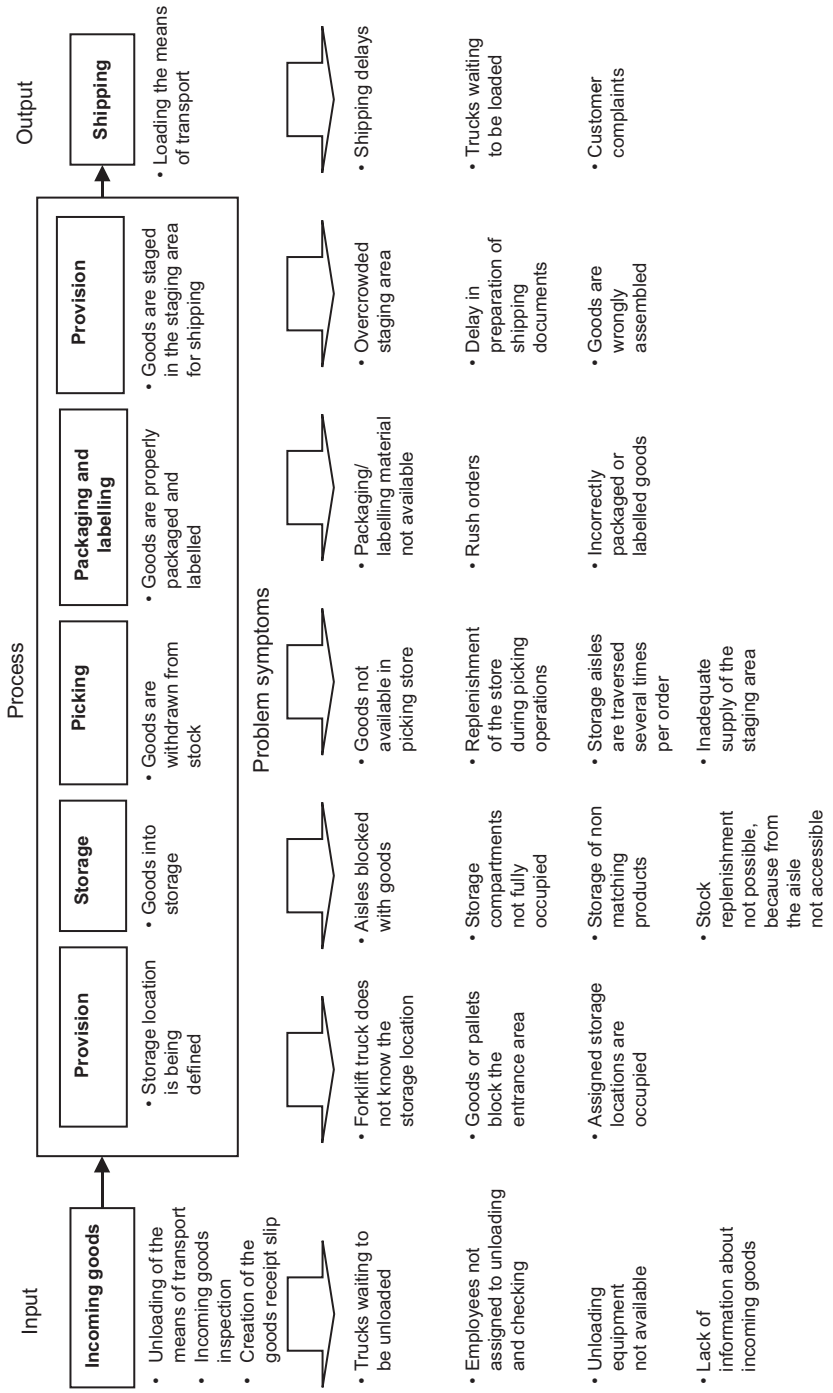 Input
Process
Output
Incoming goods
• Unloading of the
means of transport
• Incoming goods
inspection
• Creation of the
goods receipt slip
Provision
• Storage location
is being
defined
Storage
• Goods into
storage
Picking
• Goods are
withdrawn from
stock
Packaging and
labelling
• Goods are properly
packaged and
labelled
Provision
• Goods are staged
in the staging area
for shipping
Shipping
• Loading the means
of transport
Problem symptoms
• Trucks waiting to
be unloaded
• Employees not
assigned to unloading
and checking
• Unloading
equipment
not available
• Lack of
information about
incoming goods
• Forklift truck does
not know the
storage location
• Goods or pallets
block the
entrance area
• Assigned storage
locations are
occupied
• Aisles blocked
with goods
• Storage
compartments
not fully
occupied
• Storage of non
matching
products
• Stock
replenishment
not possible,
because from
the aisle
not accessible
• Goods not
available in
picking store
• Replenishment
of the store
during picking
operations
• Storage aisles
are traversed
several times
per order
• Inadequate
supply of the
staging area
• Packaging/
labelling material
not available
• Rush orders
• Incorrectly
packaged or
labelled goods
• Overcrowded
staging area
• Delay in
preparation of
shipping
documents
• Goods are
wrongly
assembled
• Shipping delays
• Trucks waiting
to be loaded
• Customer
complaints